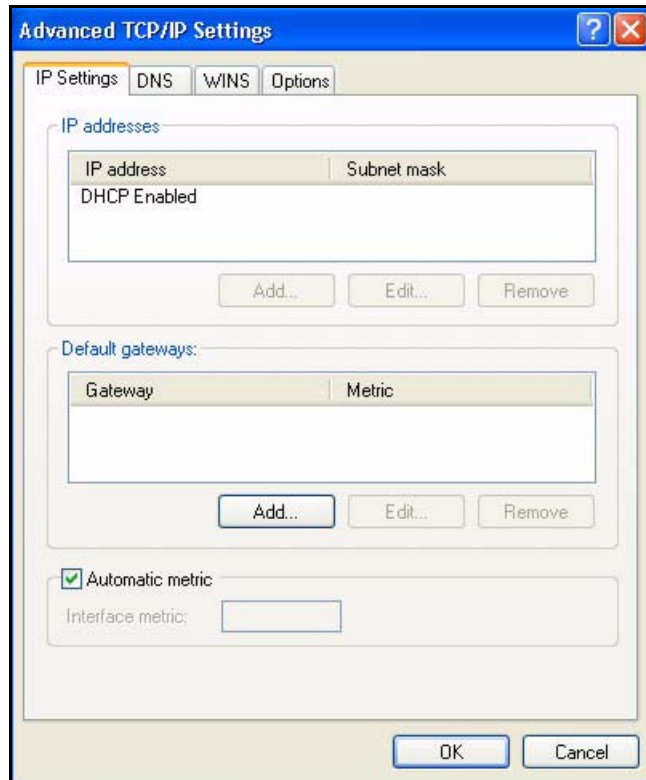 Advanced TCP/IP Settings
IP Settings DNS WINS Options
IP addresses
IP address Subnet mask
DHCP Enabled
Add... Edit... Remove
Default gateways:
Gateway Metric
Add... Edit... Remove
Automatic metric
Interface metric:
OK Cancel